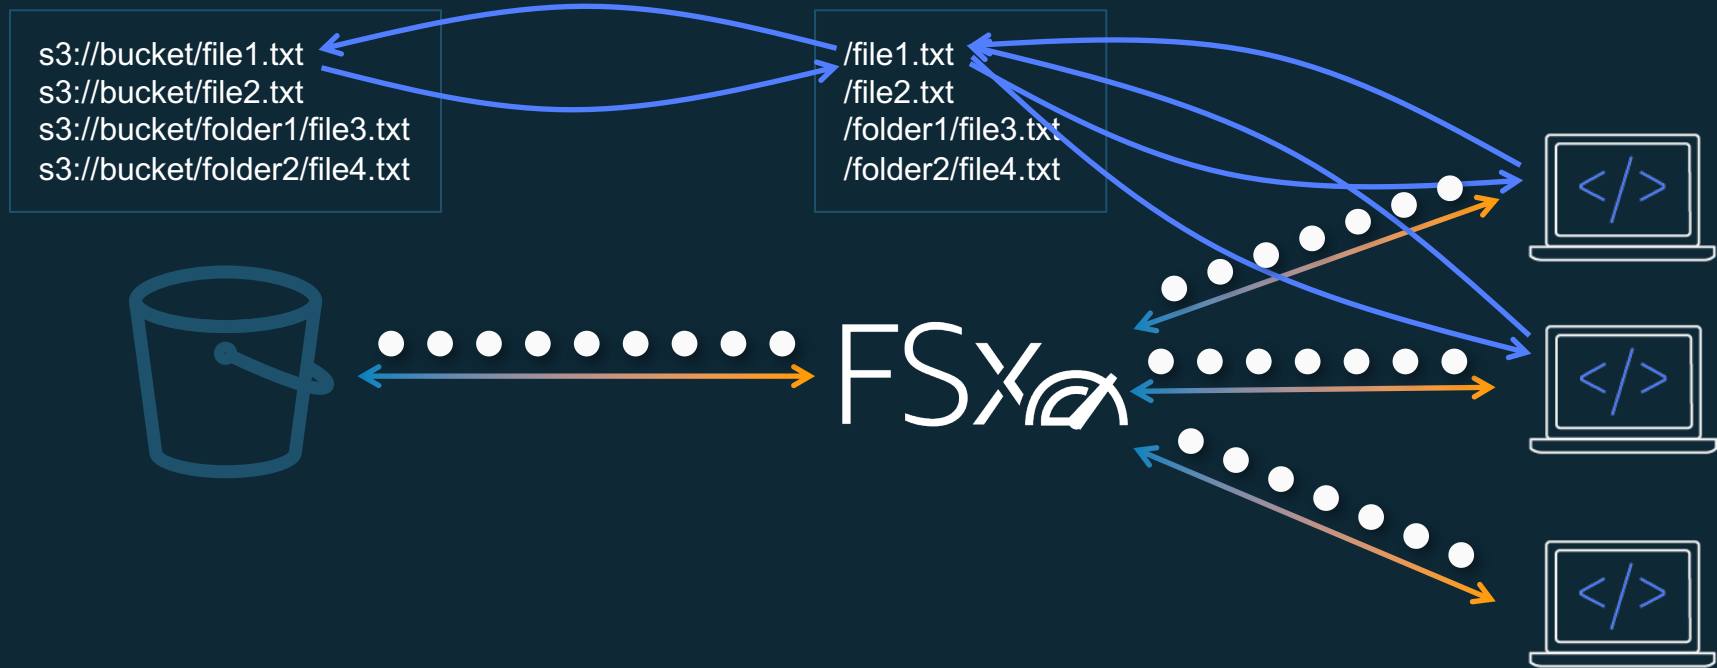 s3://bucket/file1.txt
s3://bucket/file2.txt
s3://bucket/folder1/file3.txt
s3://bucket/folder2/file4.txt
/file1.txt
/file2.txt
/folder1/file3.txt
/folder2/file4.txt
FSx
</>
</>
</>